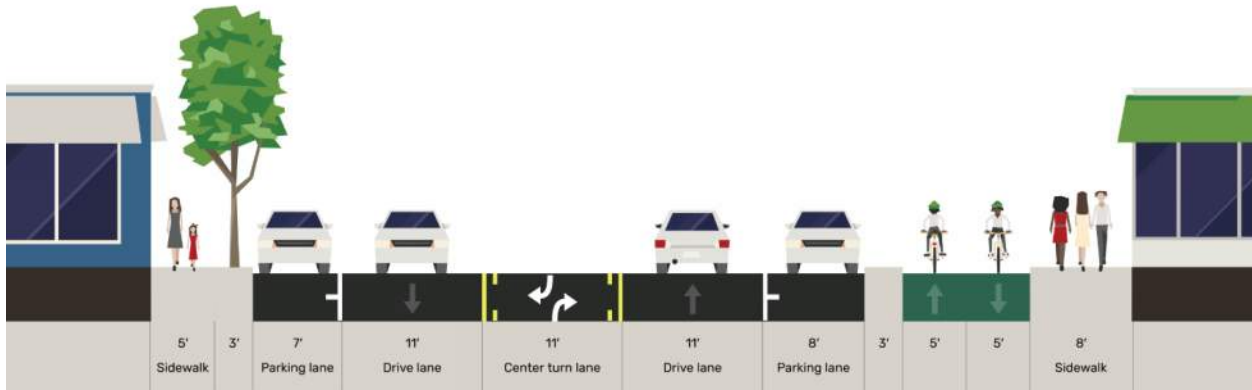 5' 3' 7' 11' 11' 11' 8' 3' 5' 5' 8'
Sidewalk Parking lane Drive lane Center turn lane Drive lane Parking lane Sidewalk